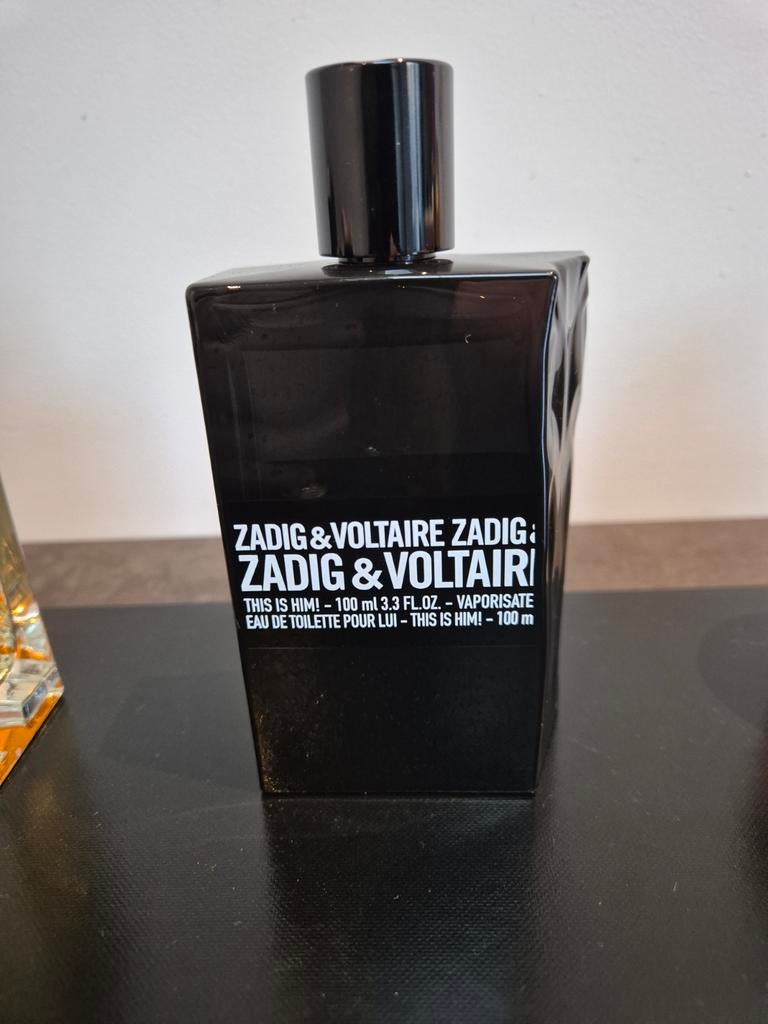 ZADIG&VOLTAIRE ZADIG &
ZADIG & VOLTAIR
THIS IS HIM! - 100 ml 3.3 FL.OZ. - VAPORISATE
EAU DE TOILETTE POUR LUI - THIS IS HIM! - 100 m